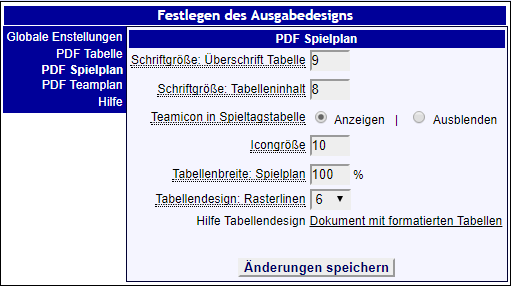 Festlegen des Ausgabedesigns
Globale Enstellungen
PDF Tabelle
PDF Spielplan
PDF Teamplan
Hilfe
PDF Spielplan
Schriftgröße: Überschrift Tabelle 9
Schriftgröße: Tabelleninhalt 8
Teamicon in Spieltagstabelle Anzeigen | Ausblenden
Icongröße 10
Tabellenbreite: Spielplan 100 %
Tabellendesign: Rasterlinen 6
Hilfe Tabellendesign Dokument mit formatierten Tabellen
Änderungen speichern